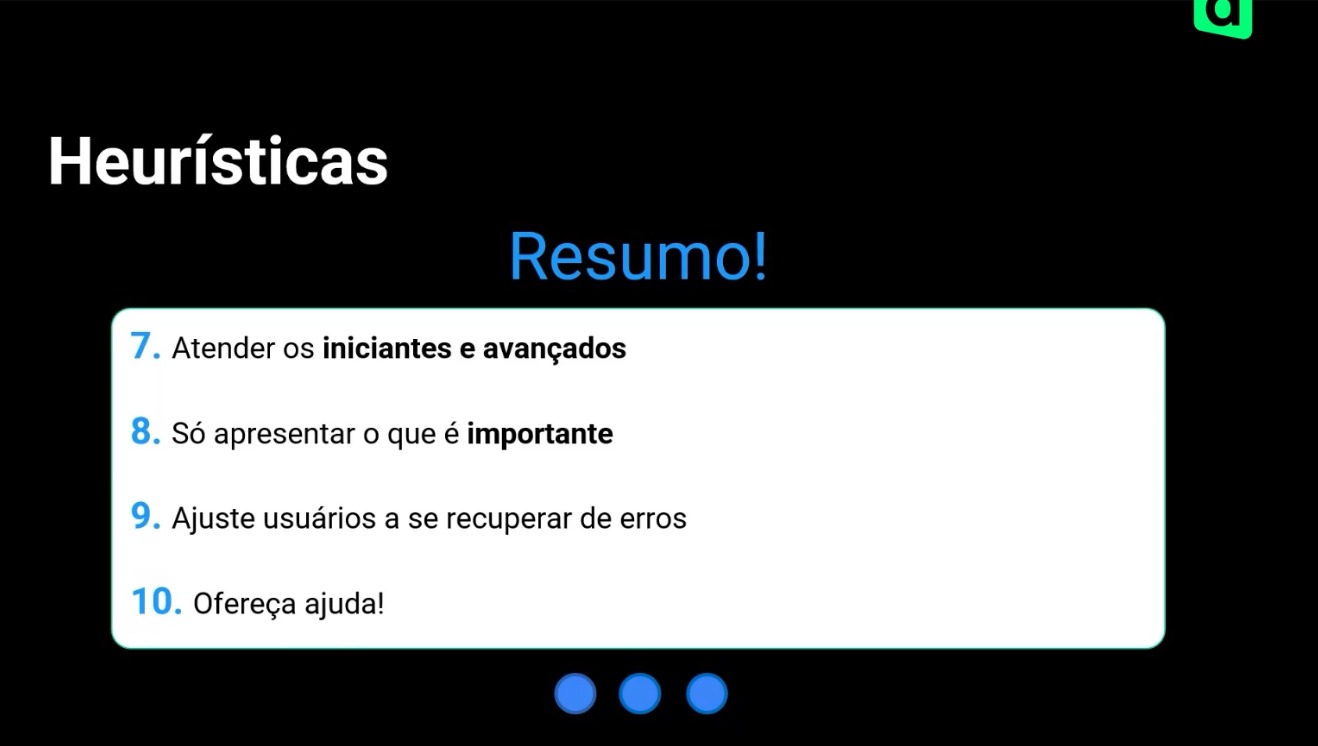 Heurísticas
Resumo!
7. Atender os iniciantes e avançados
8. Só apresentar o que é importante
9. Ajuste usuários a se recuperar de erros
10. Ofereça ajuda!